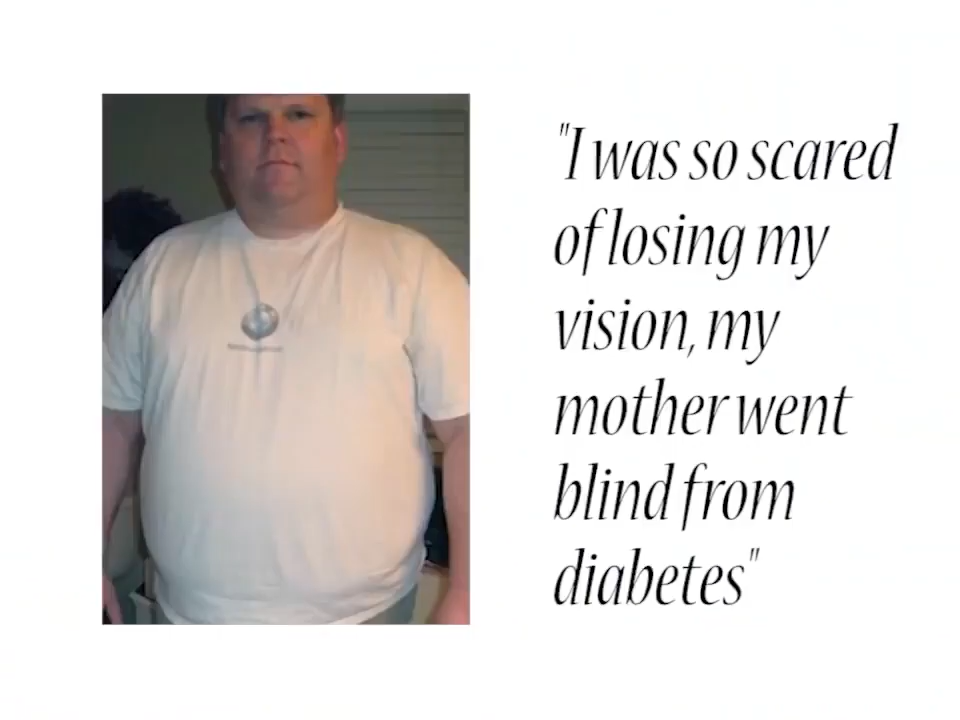 "I was so scared
of losing my
vision, my
mother went
blind from
diabetes"